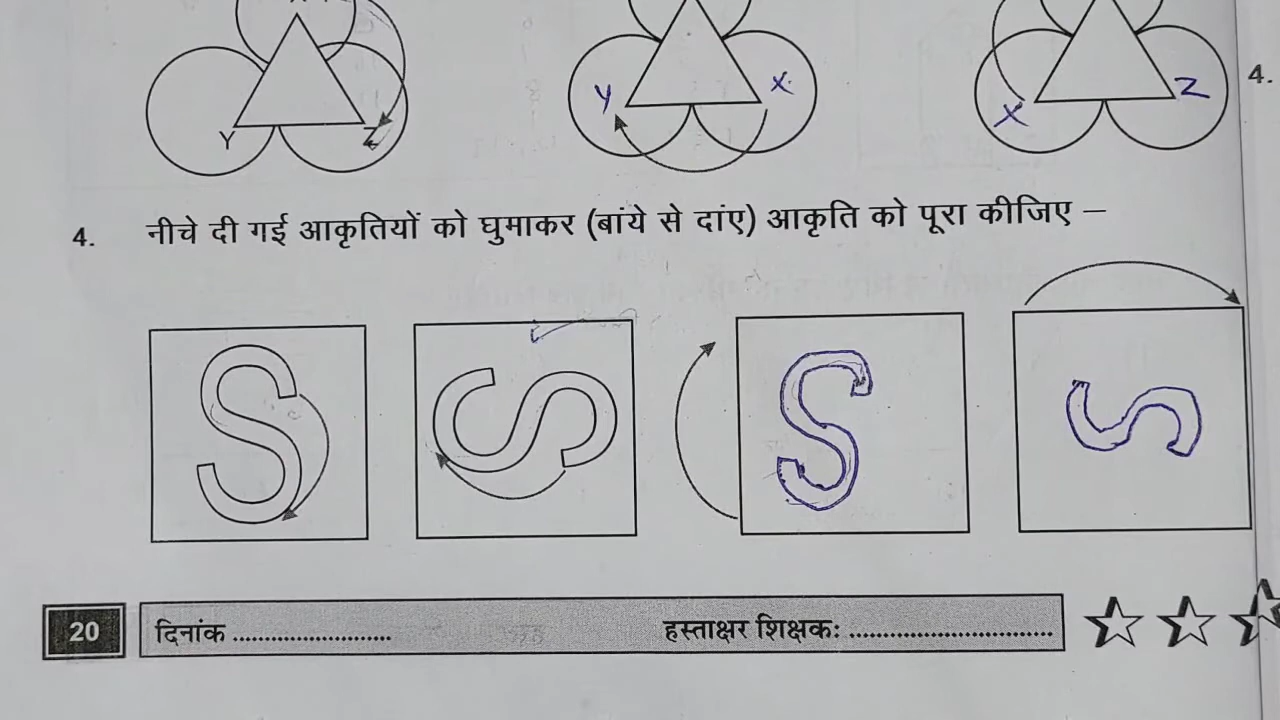 Y Z Y X X Z
4.
4. नीचे दी गई आकृतियों को घुमाकर (बांये से दांए) आकृति को पूरा कीजिए –
S S S S
20 दिनांक ........................ हस्ताक्षर शिक्षक: ...............................